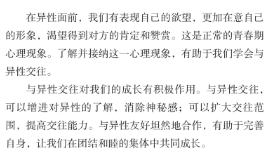 在异性面前，我们有表现自己的欲望，更加在意自己
的形象，渴望得到对方的肯定和赞赏。这是正常的青春期
心理现象。了解并接纳这一心理现象，有助于我们学会与
异性交往。
与异性交往对我们的成长有积极作用。与异性交往，
可以增进对异性的了解，消除神秘感；可以扩大交往范
围，提高交往能力。与异性友好坦然地合作，有助于完善
自身，让我们在团结和睦的集体中共同成长。